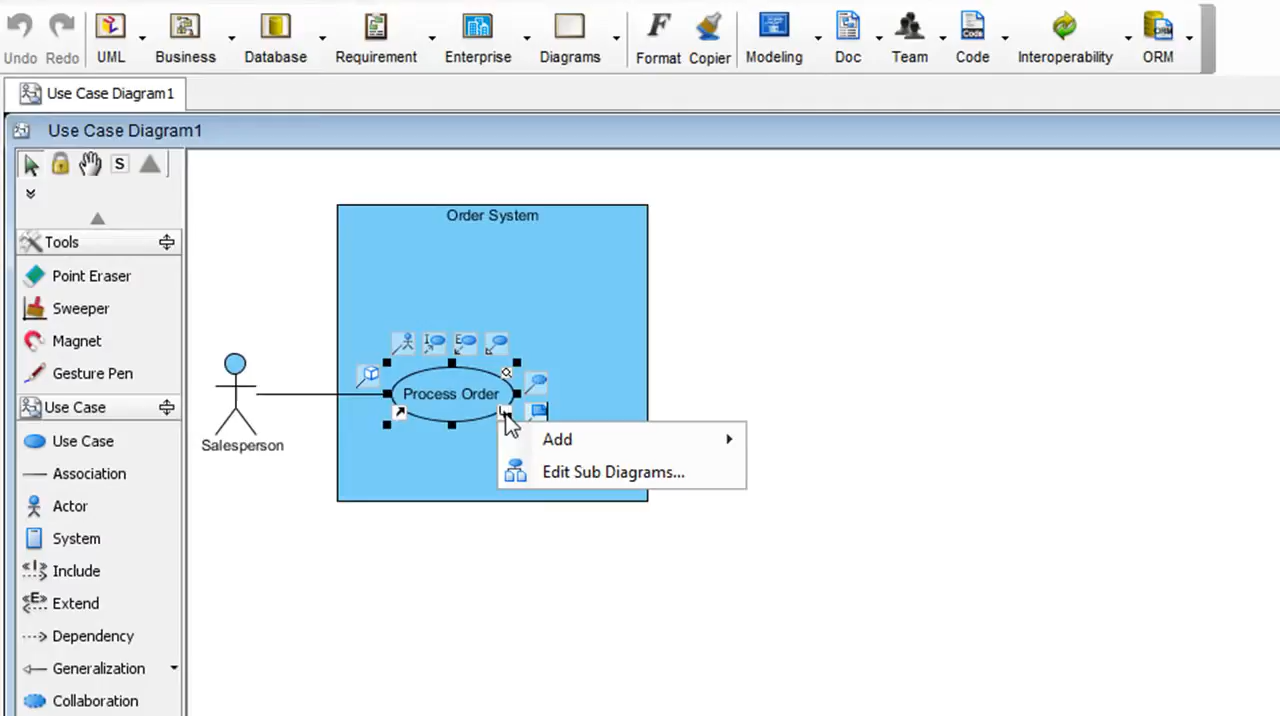 Undo Redo UML Business Database Requirement Enterprise Diagrams Format Copier Modeling Doc Team Code Interoperability ORM
Use Case Diagram1
Use Case Diagram1
S
Tools
Point Eraser
Sweeper
Magnet
Gesture Pen
Use Case
Use Case
Association
Actor
System
Include
Extend
Dependency
Generalization
Collaboration
Order System
Process Order
Salesperson
Add
Edit Sub Diagrams...